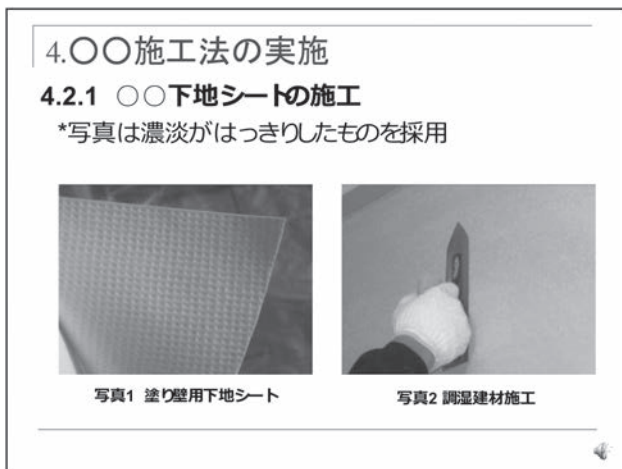 4.〇〇施工法の実施
4.2.1 ○○下地シートの施工
*写真は濃淡がはっきりしたものを採用
写真1 塗り壁用下地シート
写真2 調湿建材施工